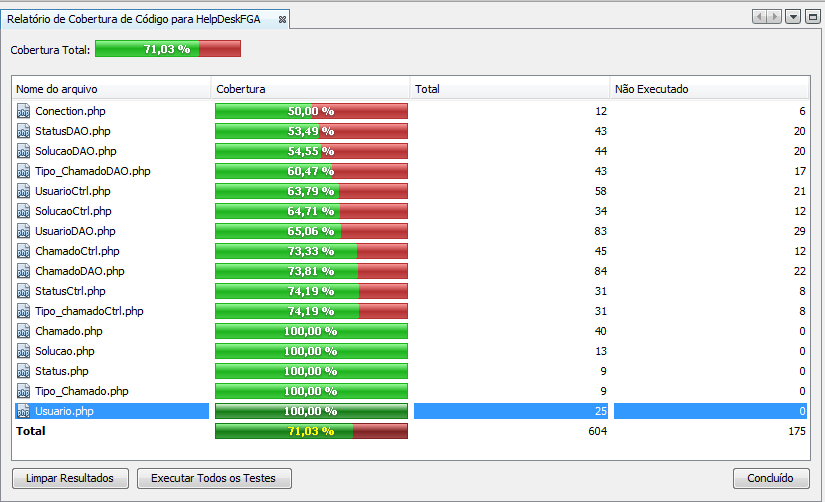 Relatório de Cobertura de Código para HelpDeskFGA
Cobertura Total: 71,03 %
Nome do arquivo Cobertura Total Não Executado
Conection.php 50,00 % 12 6
StatusDAO.php 53,49 % 43 20
SolucaoDAO.php 54,55 % 44 20
Tipo_ChamadoDAO.php 60,47 % 43 17
UsuarioCtrl.php 63,79 % 58 21
SolucaoCtrl.php 64,71 % 34 12
UsuarioDAO.php 65,06 % 83 29
ChamadoCtrl.php 73,33 % 45 12
ChamadoDAO.php 73,81 % 84 22
StatusCtrl.php 74,19 % 31 8
Tipo_chamadoCtrl.php 74,19 % 31 8
Chamado.php 100,00 % 40 0
Solucao.php 100,00 % 13 0
Status.php 100,00 % 9 0
Tipo_Chamado.php 100,00 % 9 0
Usuario.php 100,00 % 25 0
Total 71,03 % 604 175
Limpar Resultados Executar Todos os Testes Concluído